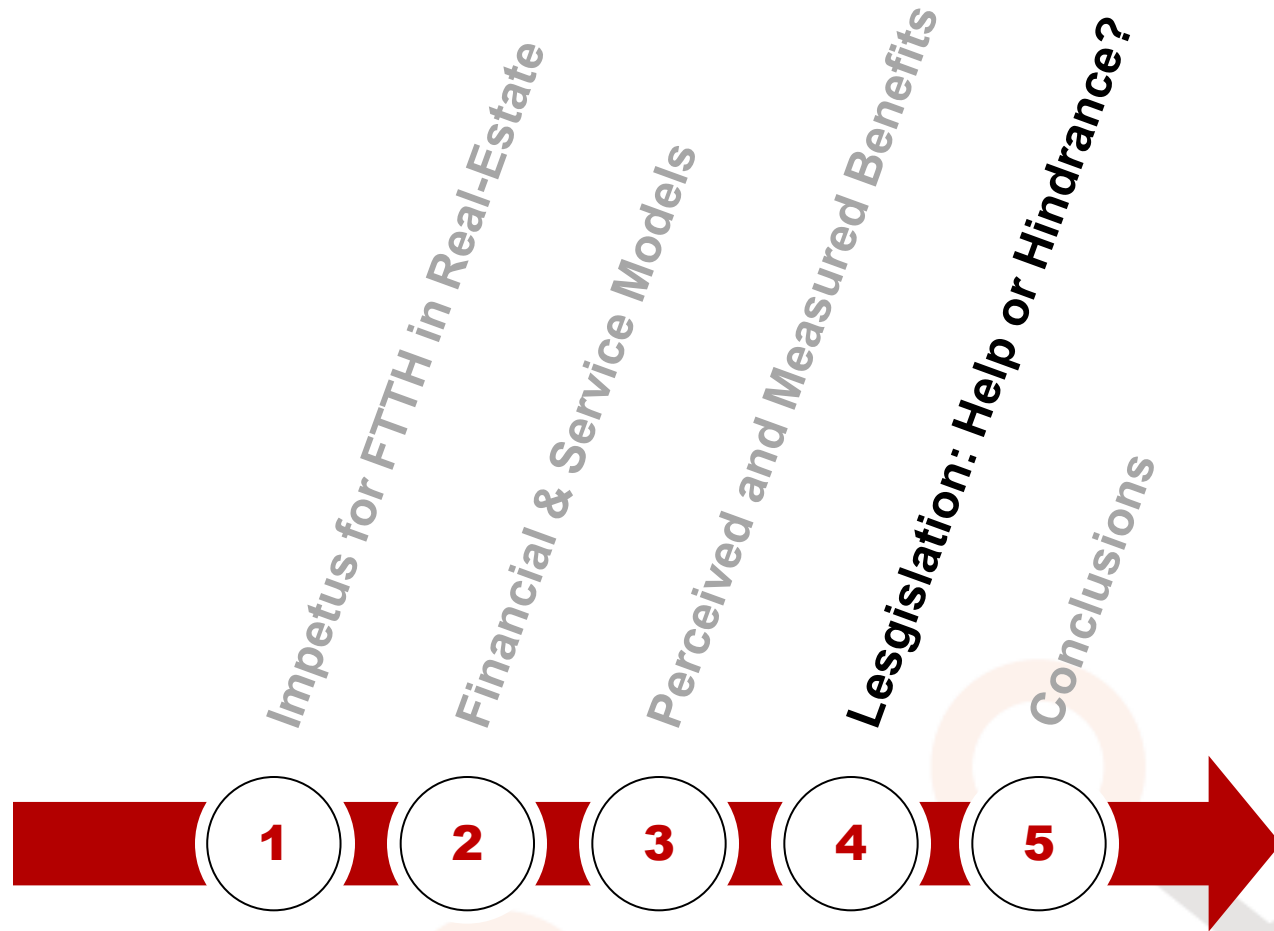 Impetus for FTTH in Real-Estate
Financial & Service Models
Perceived and Measured Benefits
Lesgislation: Help or Hindrance?
Conclusions
1
2
3
4
5